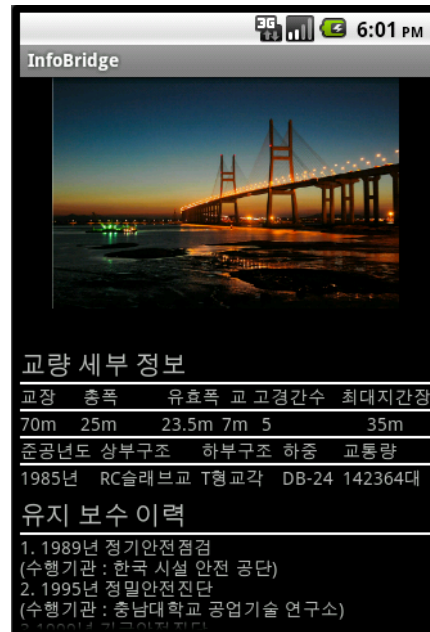 3G 6:01 PM
InfoBridge
교량 세부 정보
교장 총폭 유효폭 교 고경간수 최대지간장
70m 25m 23.5m 7m 5 35m
준공년도 상부구조 하부구조 하중 교통량
1985년 RC슬래브교 T형교각 DB-24 142364대
유지 보수 이력
1. 1989년 정기안전점검
(수행기관 : 한국 시설 안전 공단)
2. 1995년 정밀안전진단
(수행기관 : 충남대학교 공업기술 연구소)